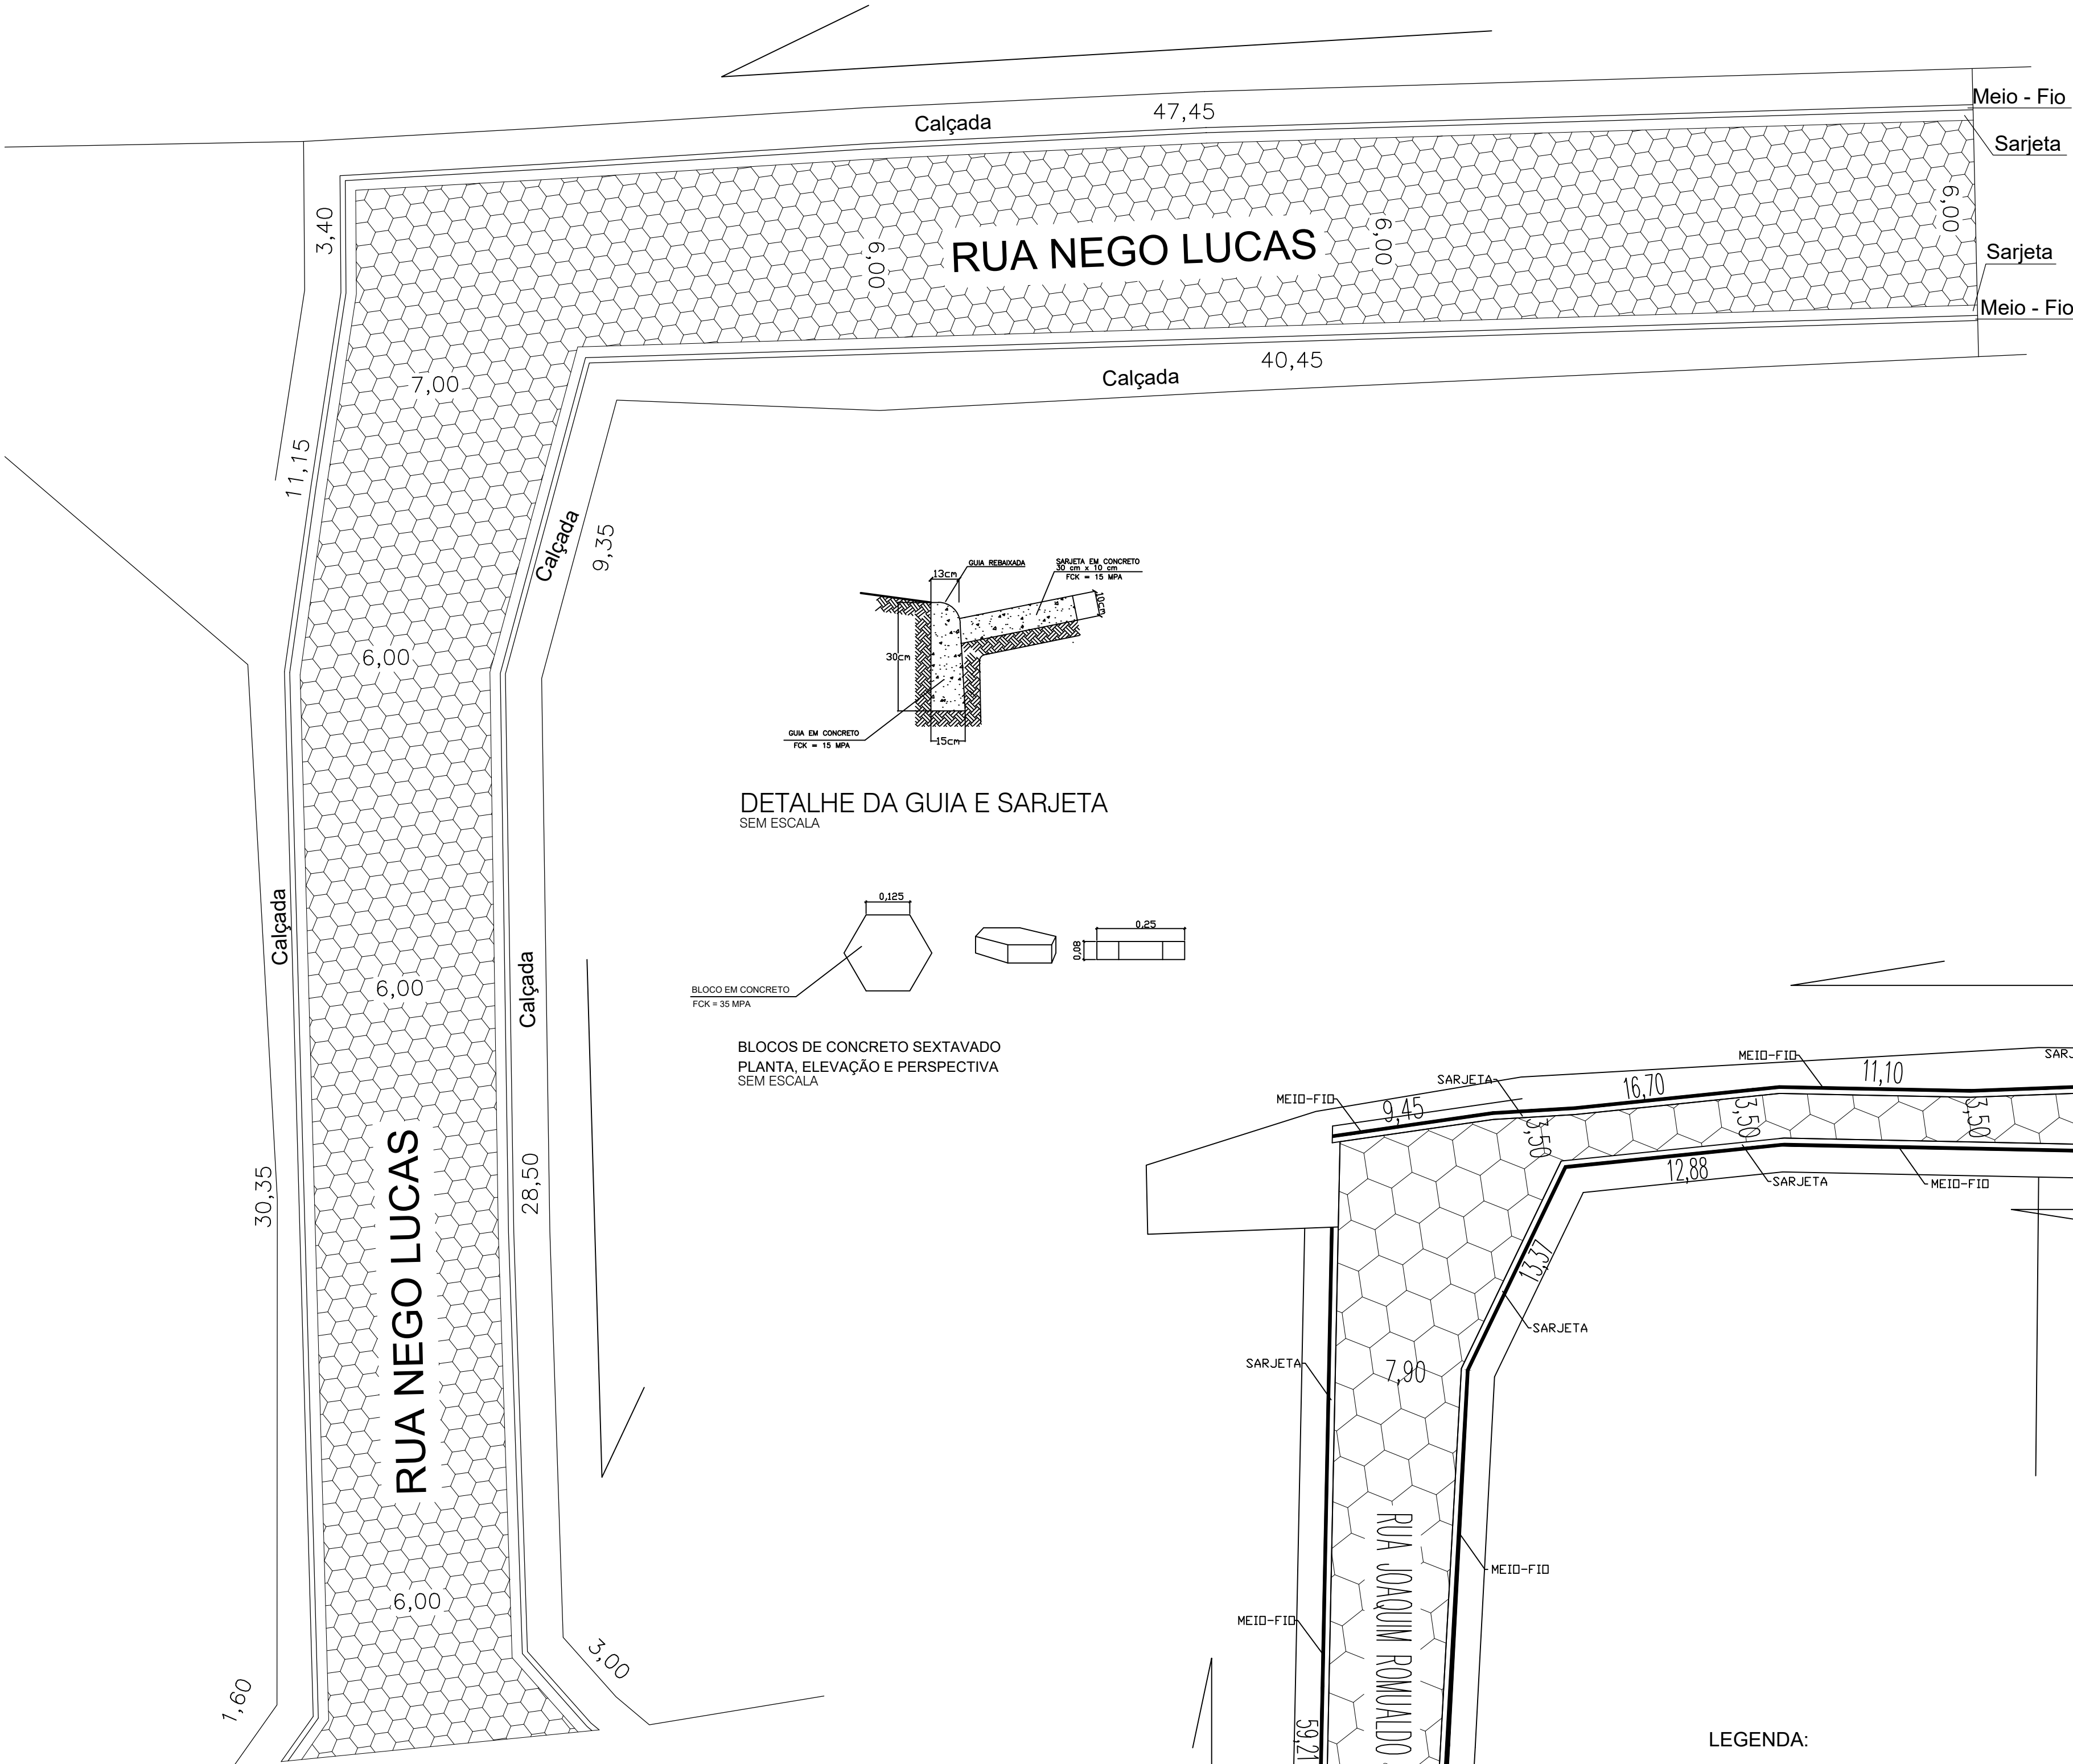 47,45
Calçada
Meio - Fio
Sarjeta
3,40
6,00
RUA NEGO LUCAS
6,00
6,00
Sarjeta
Meio - Fio
40,45
Calçada
7,00
11,15
Calçada
9,35
6,00
13cm
GUIA REBAIXADA
SARJETA EM CONCRETO
30 cm x 10 cm
FCK = 15 MPA
10cm
30cm
GUIA EM CONCRETO
FCK = 15 MPA
15cm
DETALHE DA GUIA E SARJETA
SEM ESCALA
Calçada
6,00
Calçada
0,125
0,25
0,08
BLOCO EM CONCRETO
FCK = 35 MPA
BLOCOS DE CONCRETO SEXTAVADO
PLANTA, ELEVAÇÃO E PERSPECTIVA
SEM ESCALA
30,35
RUA NEGO LUCAS
28,50
6,00
1,60
3,00
MEIO-FIO
9,45
SARJETA
16,70
MEIO-FIO
11,10
3,50
3,50
3,50
12,88
SARJETA
MEIO-FIO
13,37
SARJETA
SARJETA
7,90
MEIO-FIO
MEIO-FIO
RUA JOAQUIM ROMUALDO
59,21
LEGENDA: